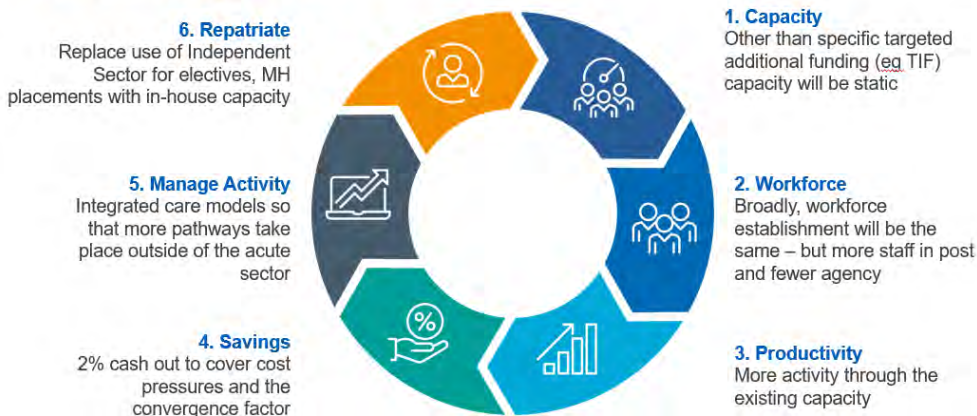 1. Capacity
Other than specific targeted
additional funding (eg TIF)
capacity will be static
2. Workforce
Broadly, workforce
establishment will be the
same – but more staff in post
and fewer agency
3. Productivity
More activity through the
existing capacity
4. Savings
2% cash out to cover cost
pressures and the
convergence factor
5. Manage Activity
Integrated care models so
that more pathways take
place outside of the acute
sector
6. Repatriate
Replace use of Independent
Sector for electives, MH
placements with in-house capacity
%